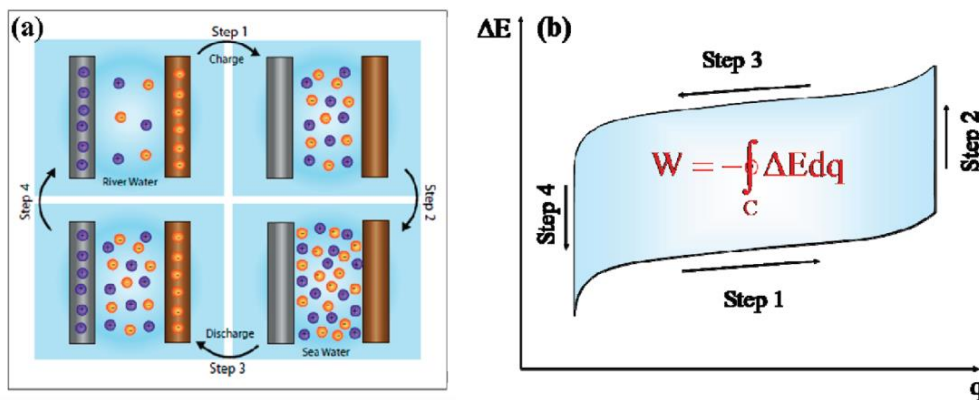 (a)
Step 1
Charge
River Water
Step 4
Step 2
Discharge
Step 3
Sea Water
ΔE
(b)
Step 3
Step 2
W = -∮ΔEdq
C
Step 4
Step 1
q